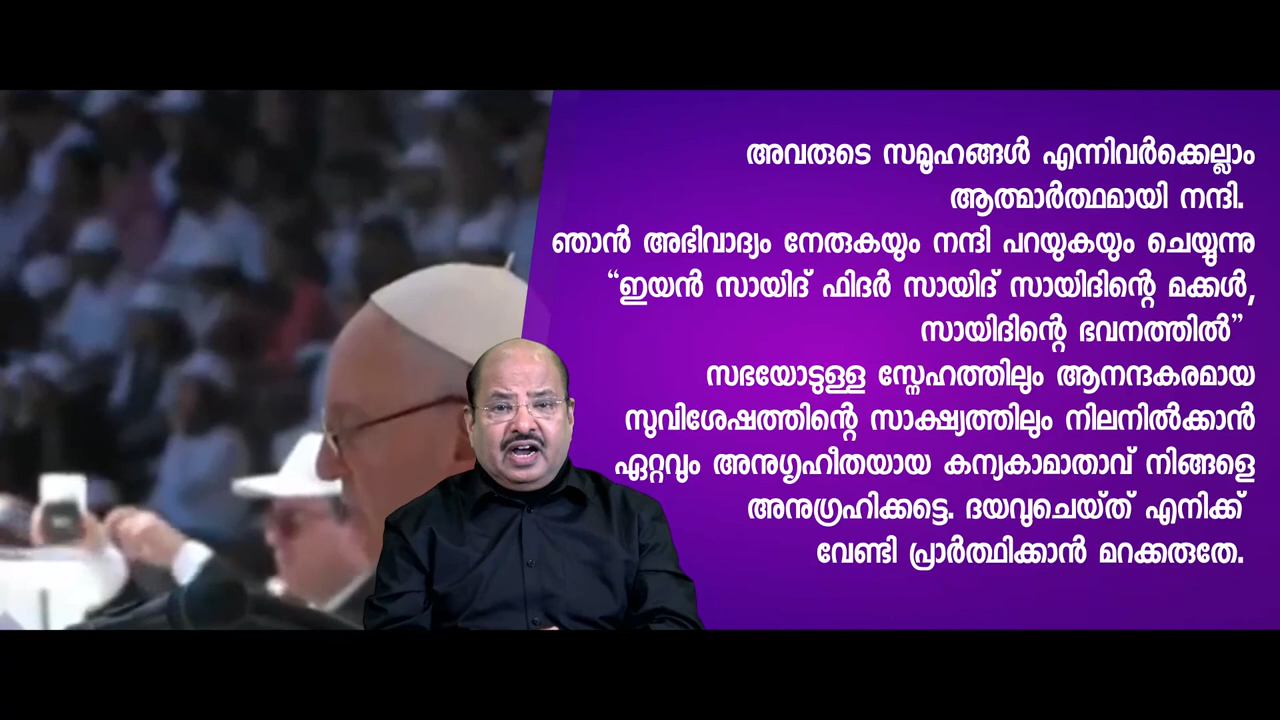 അവരുടെ സമൂഹങ്ങൾ എന്നിവർക്കെല്ലാം
ആത്മാർത്ഥമായി നന്ദി.
ഞാൻ അഭിവാദ്യം നേരുകയും നന്ദി പറയുകയും ചെയ്യുന്നു
“ഇയൻ സായിദ് ഫിദർ സായിദ് സായിദിന്റെ മക്കൾ,
സായിദിന്റെ ഭവനത്തിൽ”
സഭയോടുള്ള സ്നേഹത്തിലും ആനന്ദകരമായ
സുവിശേഷത്തിന്റെ സാക്ഷ്യത്തിലും നിലനിൽക്കാൻ
ഏറ്റവും അനുഗൃഹീതയായ കന്യകാമാതാവ് നിങ്ങളെ
അനുഗ്രഹിക്കട്ടെ. ദയവുചെയ്ത് എനിക്ക്
വേണ്ടി പ്രാർത്ഥിക്കാൻ മറക്കരുതേ.